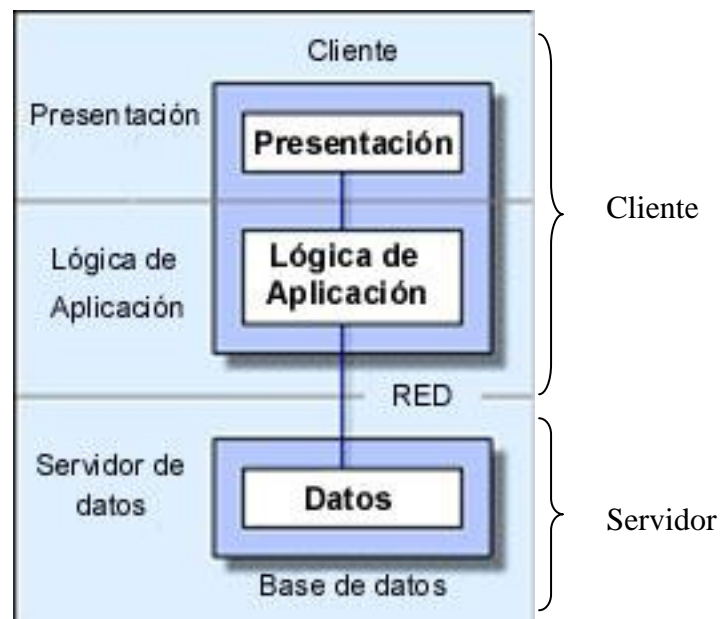 Cliente
Presentación
Presentación
Cliente
Lógica de
Aplicación
Lógica de
Aplicación
RED
Servidor de
datos
Datos
Servidor
Base de datos